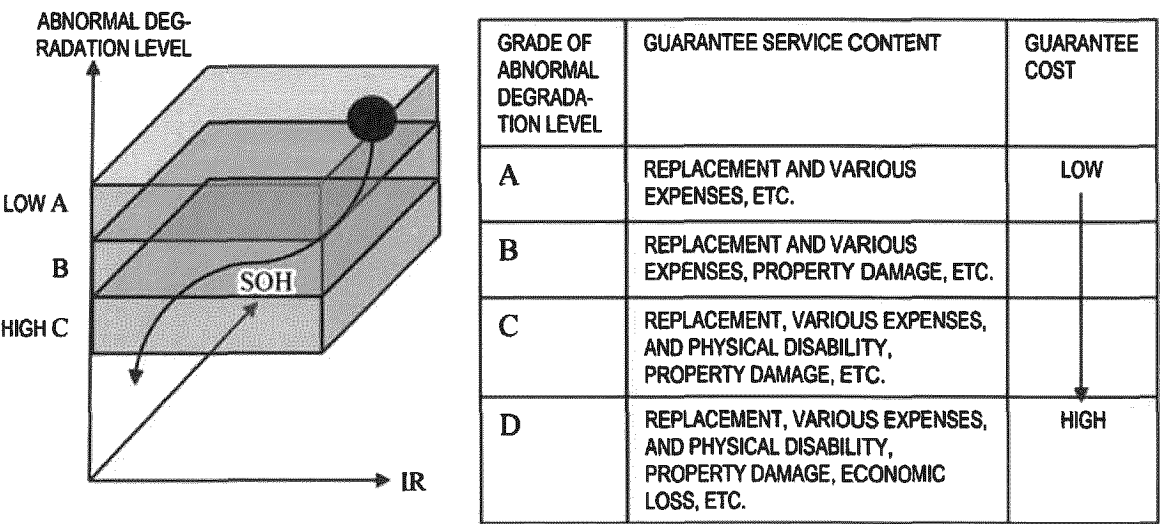 ABNORMAL DEG-
RADATION LEVEL
LOW A
B
HIGH C
SOH
IR
GRADE OF
ABNORMAL
DEGRADA-
TION LEVEL
GUARANTEE SERVICE CONTENT
GUARANTEE
COST
A
REPLACEMENT AND VARIOUS
EXPENSES, ETC.
LOW
B
REPLACEMENT AND VARIOUS
EXPENSES, PROPERTY DAMAGE, ETC.
C
REPLACEMENT, VARIOUS EXPENSES,
AND PHYSICAL DISABILITY,
PROPERTY DAMAGE, ETC.
D
REPLACEMENT, VARIOUS EXPENSES,
AND PHYSICAL DISABILITY,
PROPERTY DAMAGE, ECONOMIC
LOSS, ETC.
HIGH